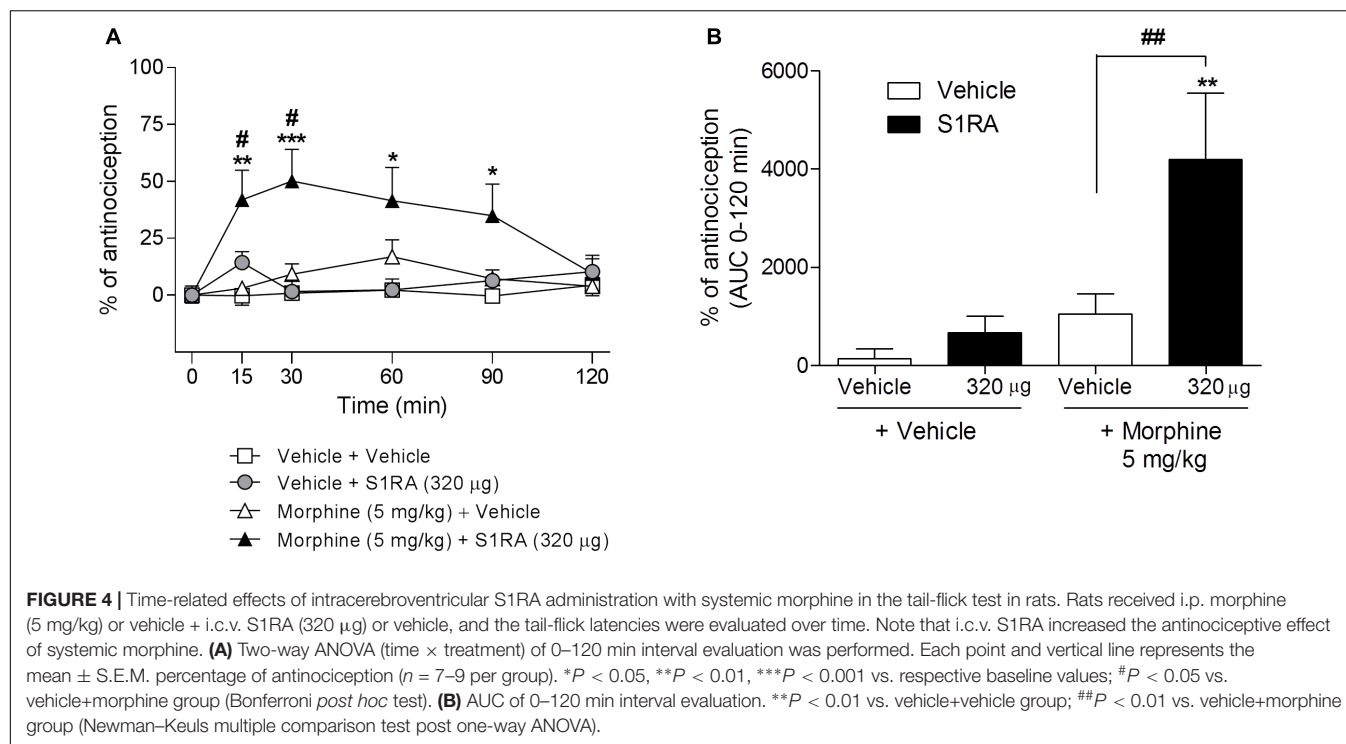 A
% of antinociception
100
75
50
25
0
# ** # *** * *
0 15 30 60 90 120
Time (min)
Vehicle + Vehicle
Vehicle + S1RA (320 μg)
Morphine (5 mg/kg) + Vehicle
Morphine (5 mg/kg) + S1RA (320 μg)
B
% of antinociception
(AUC 0-120 min)
6000
4000
2000
0
Vehicle
S1RA
##
**
Vehicle 320 μg Vehicle 320 μg
+ Vehicle + Morphine
5 mg/kg
FIGURE 4 | Time-related effects of intracerebroventricular S1RA administration with systemic morphine in the tail-flick test in rats. Rats received i.p. morphine
(5 mg/kg) or vehicle + i.c.v. S1RA (320 μg) or vehicle, and the tail-flick latencies were evaluated over time. Note that i.c.v. S1RA increased the antinociceptive effect
of systemic morphine. (A) Two-way ANOVA (time × treatment) of 0–120 min interval evaluation was performed. Each point and vertical line represents the
mean ± S.E.M. percentage of antinociception (n = 7–9 per group). *P < 0.05, **P < 0.01, ***P < 0.001 vs. respective baseline values; #P < 0.05 vs.
vehicle+morphine group (Bonferroni post hoc test). (B) AUC of 0–120 min interval evaluation. **P < 0.01 vs. vehicle+vehicle group; ##P < 0.01 vs. vehicle+morphine
group (Newman–Keuls multiple comparison test post one-way ANOVA).